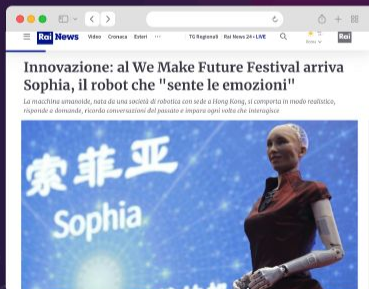 Rai News Video Cronaca Esteri ··· TG Regionali Rai News 24 • LIVE Rai
Innovazione: al We Make Future Festival arriva
Sophia, il robot che "sente le emozioni"
La macchina umanoide, nata da una società di robotica con sede a Hong Kong, si comporta in modo realistico,
risponde a domande, ricorda conversazioni del passato e impara ogni volta che interagisce
索菲亚
Sophia